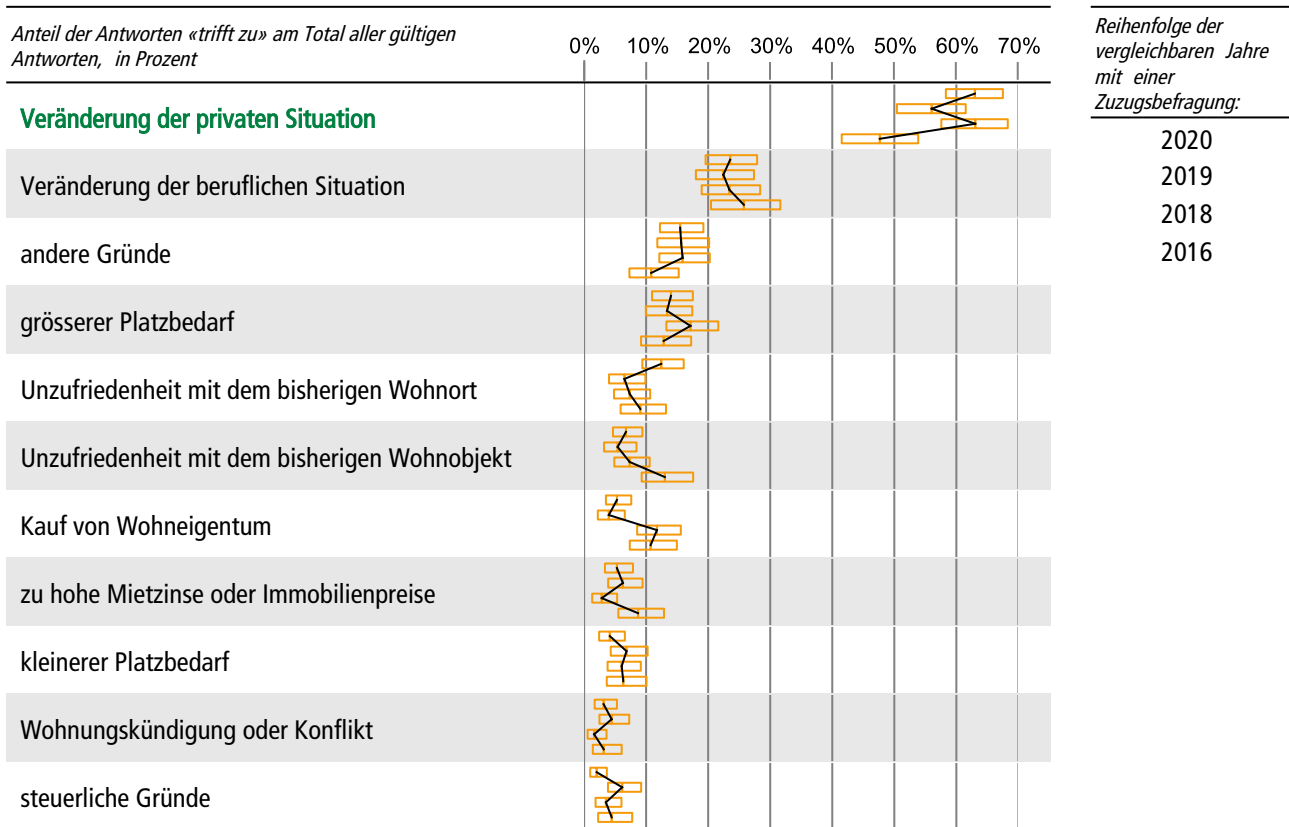 Anteil der Antworten «trifft zu» am Total aller gültigen
Antworten, in Prozent
0% 10% 20% 30% 40% 50% 60% 70%
Reihenfolge der
vergleichbaren Jahre
mit einer
Zuzugsbefragung:
2020
2019
2018
2016
Veränderung der privaten Situation
Veränderung der beruflichen Situation
andere Gründe
grösserer Platzbedarf
Unzufriedenheit mit dem bisherigen Wohnort
Unzufriedenheit mit dem bisherigen Wohnobjekt
Kauf von Wohneigentum
zu hohe Mietzinse oder Immobilienpreise
kleinerer Platzbedarf
Wohnungskündigung oder Konflikt
steuerliche Gründe